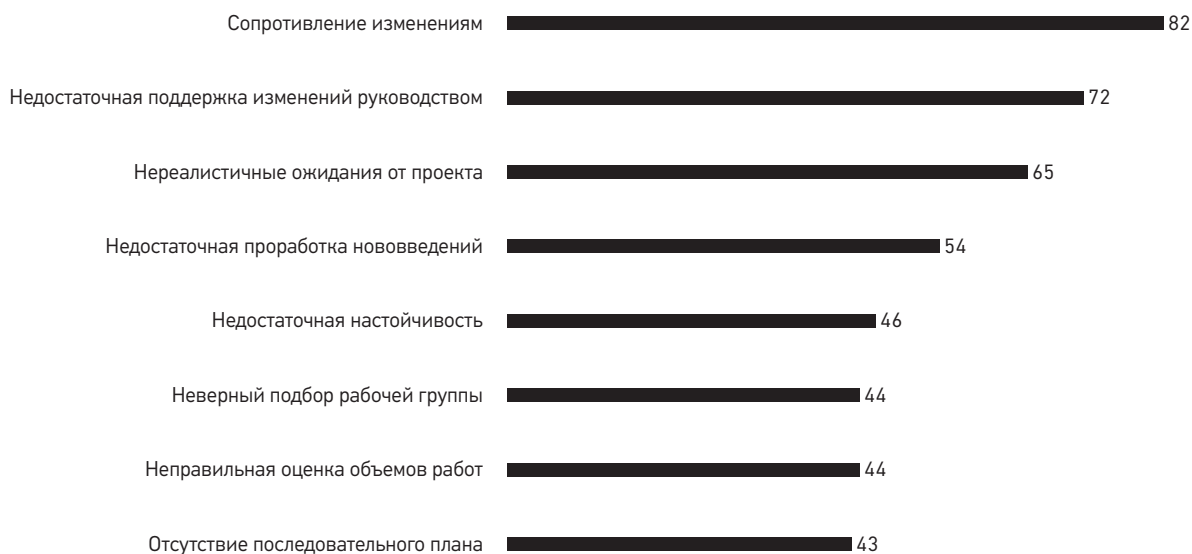 Сопротивление изменениям 82
Недостаточная поддержка изменений руководством 72
Нереалистичные ожидания от проекта 65
Недостаточная проработка нововведений 54
Недостаточная настойчивость 46
Неверный подбор рабочей группы 44
Неправильная оценка объемов работ 44
Отсутствие последовательного плана 43